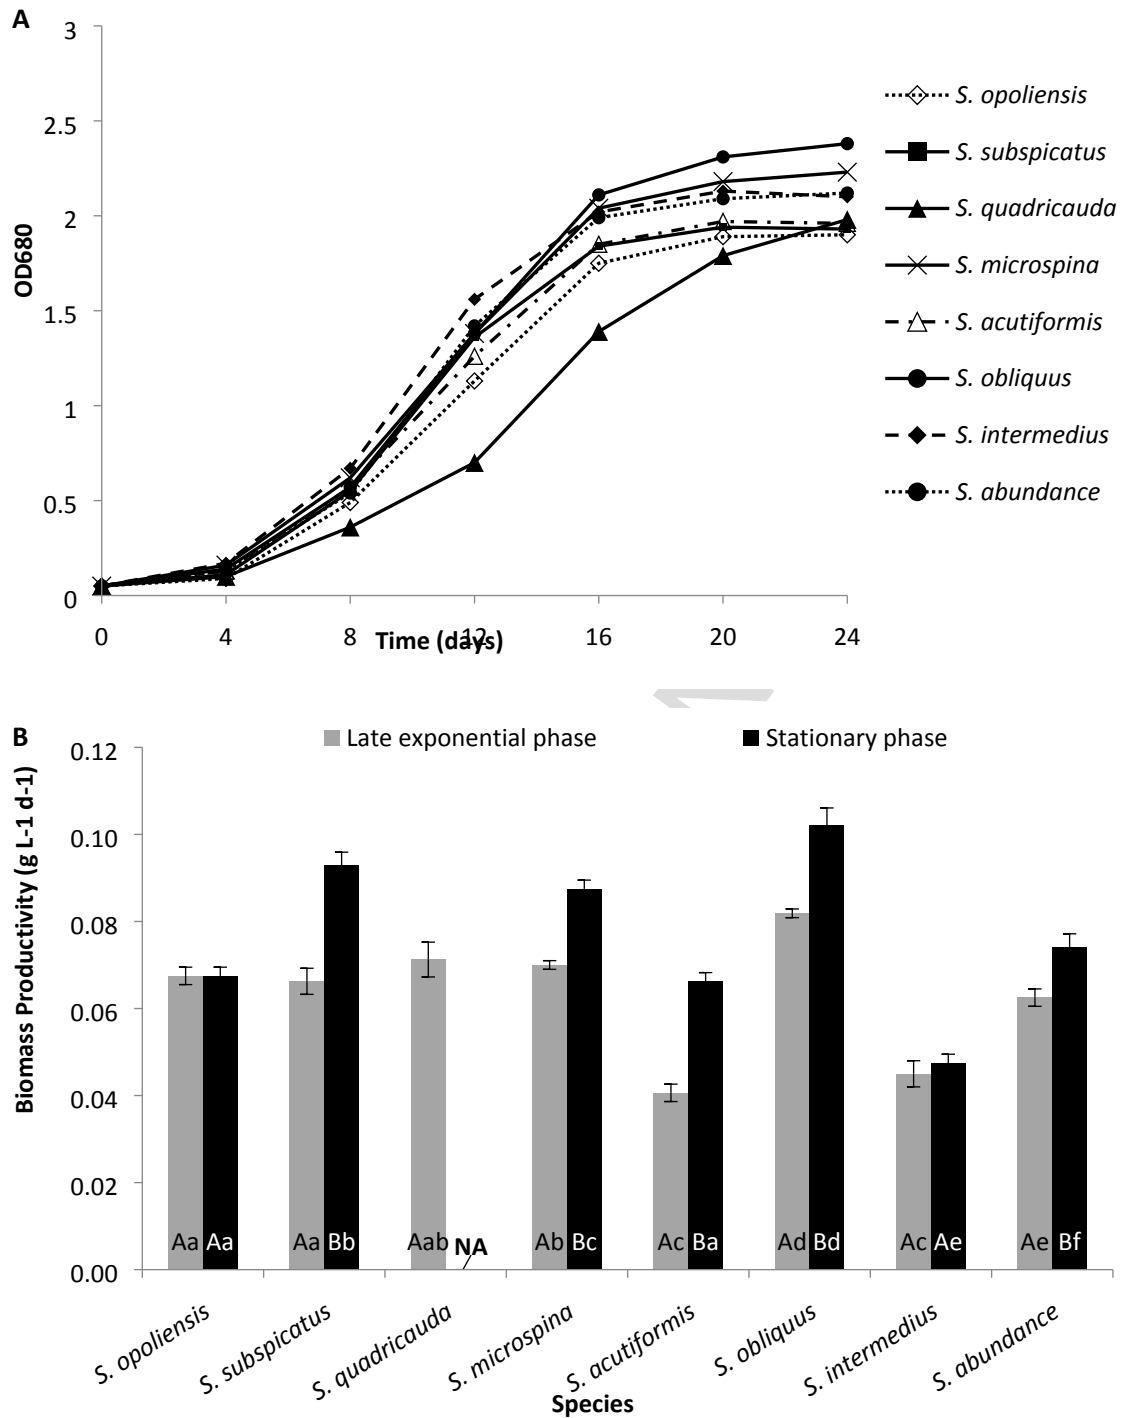 A
3
2.5
2
1.5
1
0.5
0
OD680
0 4 8 12 16 20 24
Time (days)
S. opoliensis
S. subspicatus
S. quadricauda
S. microspina
S. acutiformis
S. obliquus
S. intermedius
S. abundance
B
Late exponential phase Stationary phase
0.12
0.10
0.08
0.06
0.04
0.02
0.00
Biomass Productivity (g L-1 d-1)
Aa Aa Aa Bb Aab NA Ab Bc Ac Ba Ad Bd Ac Ae Ae Bf
S. opoliensis
S. subspicatus
S. quadricauda
S. microspina
S. acutiformis
S. obliquus
S. intermedius
S. abundance
Species